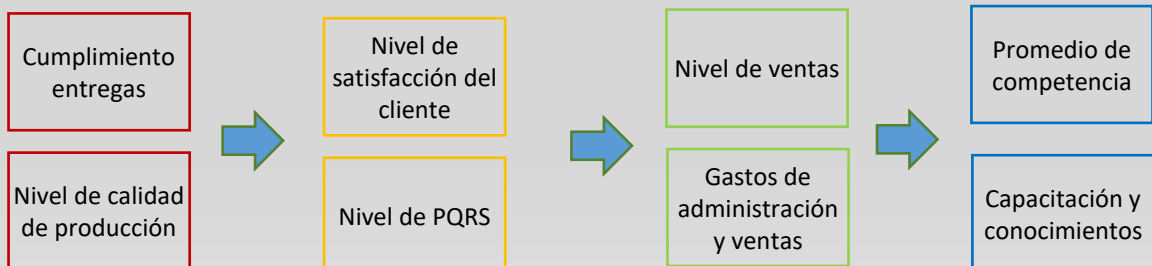 Cumplimiento
entregas
Nivel de calidad
de producción
Nivel de
satisfacción del
cliente
Nivel de PQRS
Nivel de ventas
Gastos de
administración
y ventas
Promedio de
competencia
Capacitación y
conocimientos